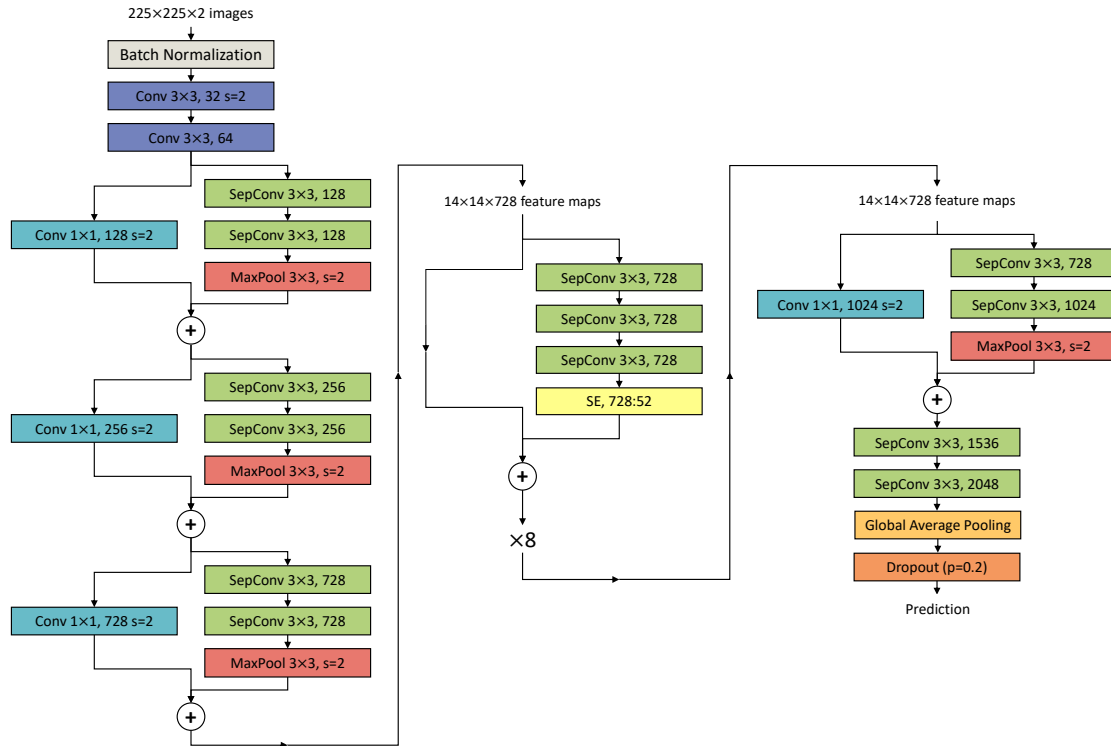 225×225×2 images
Batch Normalization
Conv 3×3, 32 s=2
Conv 3×3, 64
SepConv 3×3, 128
Conv 1×1, 128 s=2
SepConv 3×3, 128
MaxPool 3×3, s=2
+
SepConv 3×3, 256
Conv 1×1, 256 s=2
SepConv 3×3, 256
MaxPool 3×3, s=2
+
SepConv 3×3, 728
Conv 1×1, 728 s=2
SepConv 3×3, 728
MaxPool 3×3, s=2
+
14×14×728 feature maps
SepConv 3×3, 728
SepConv 3×3, 728
SepConv 3×3, 728
SE, 728:52
+
×8
14×14×728 feature maps
SepConv 3×3, 728
Conv 1×1, 1024 s=2
SepConv 3×3, 1024
MaxPool 3×3, s=2
+
SepConv 3×3, 1536
SepConv 3×3, 2048
Global Average Pooling
Dropout (p=0.2)
Prediction